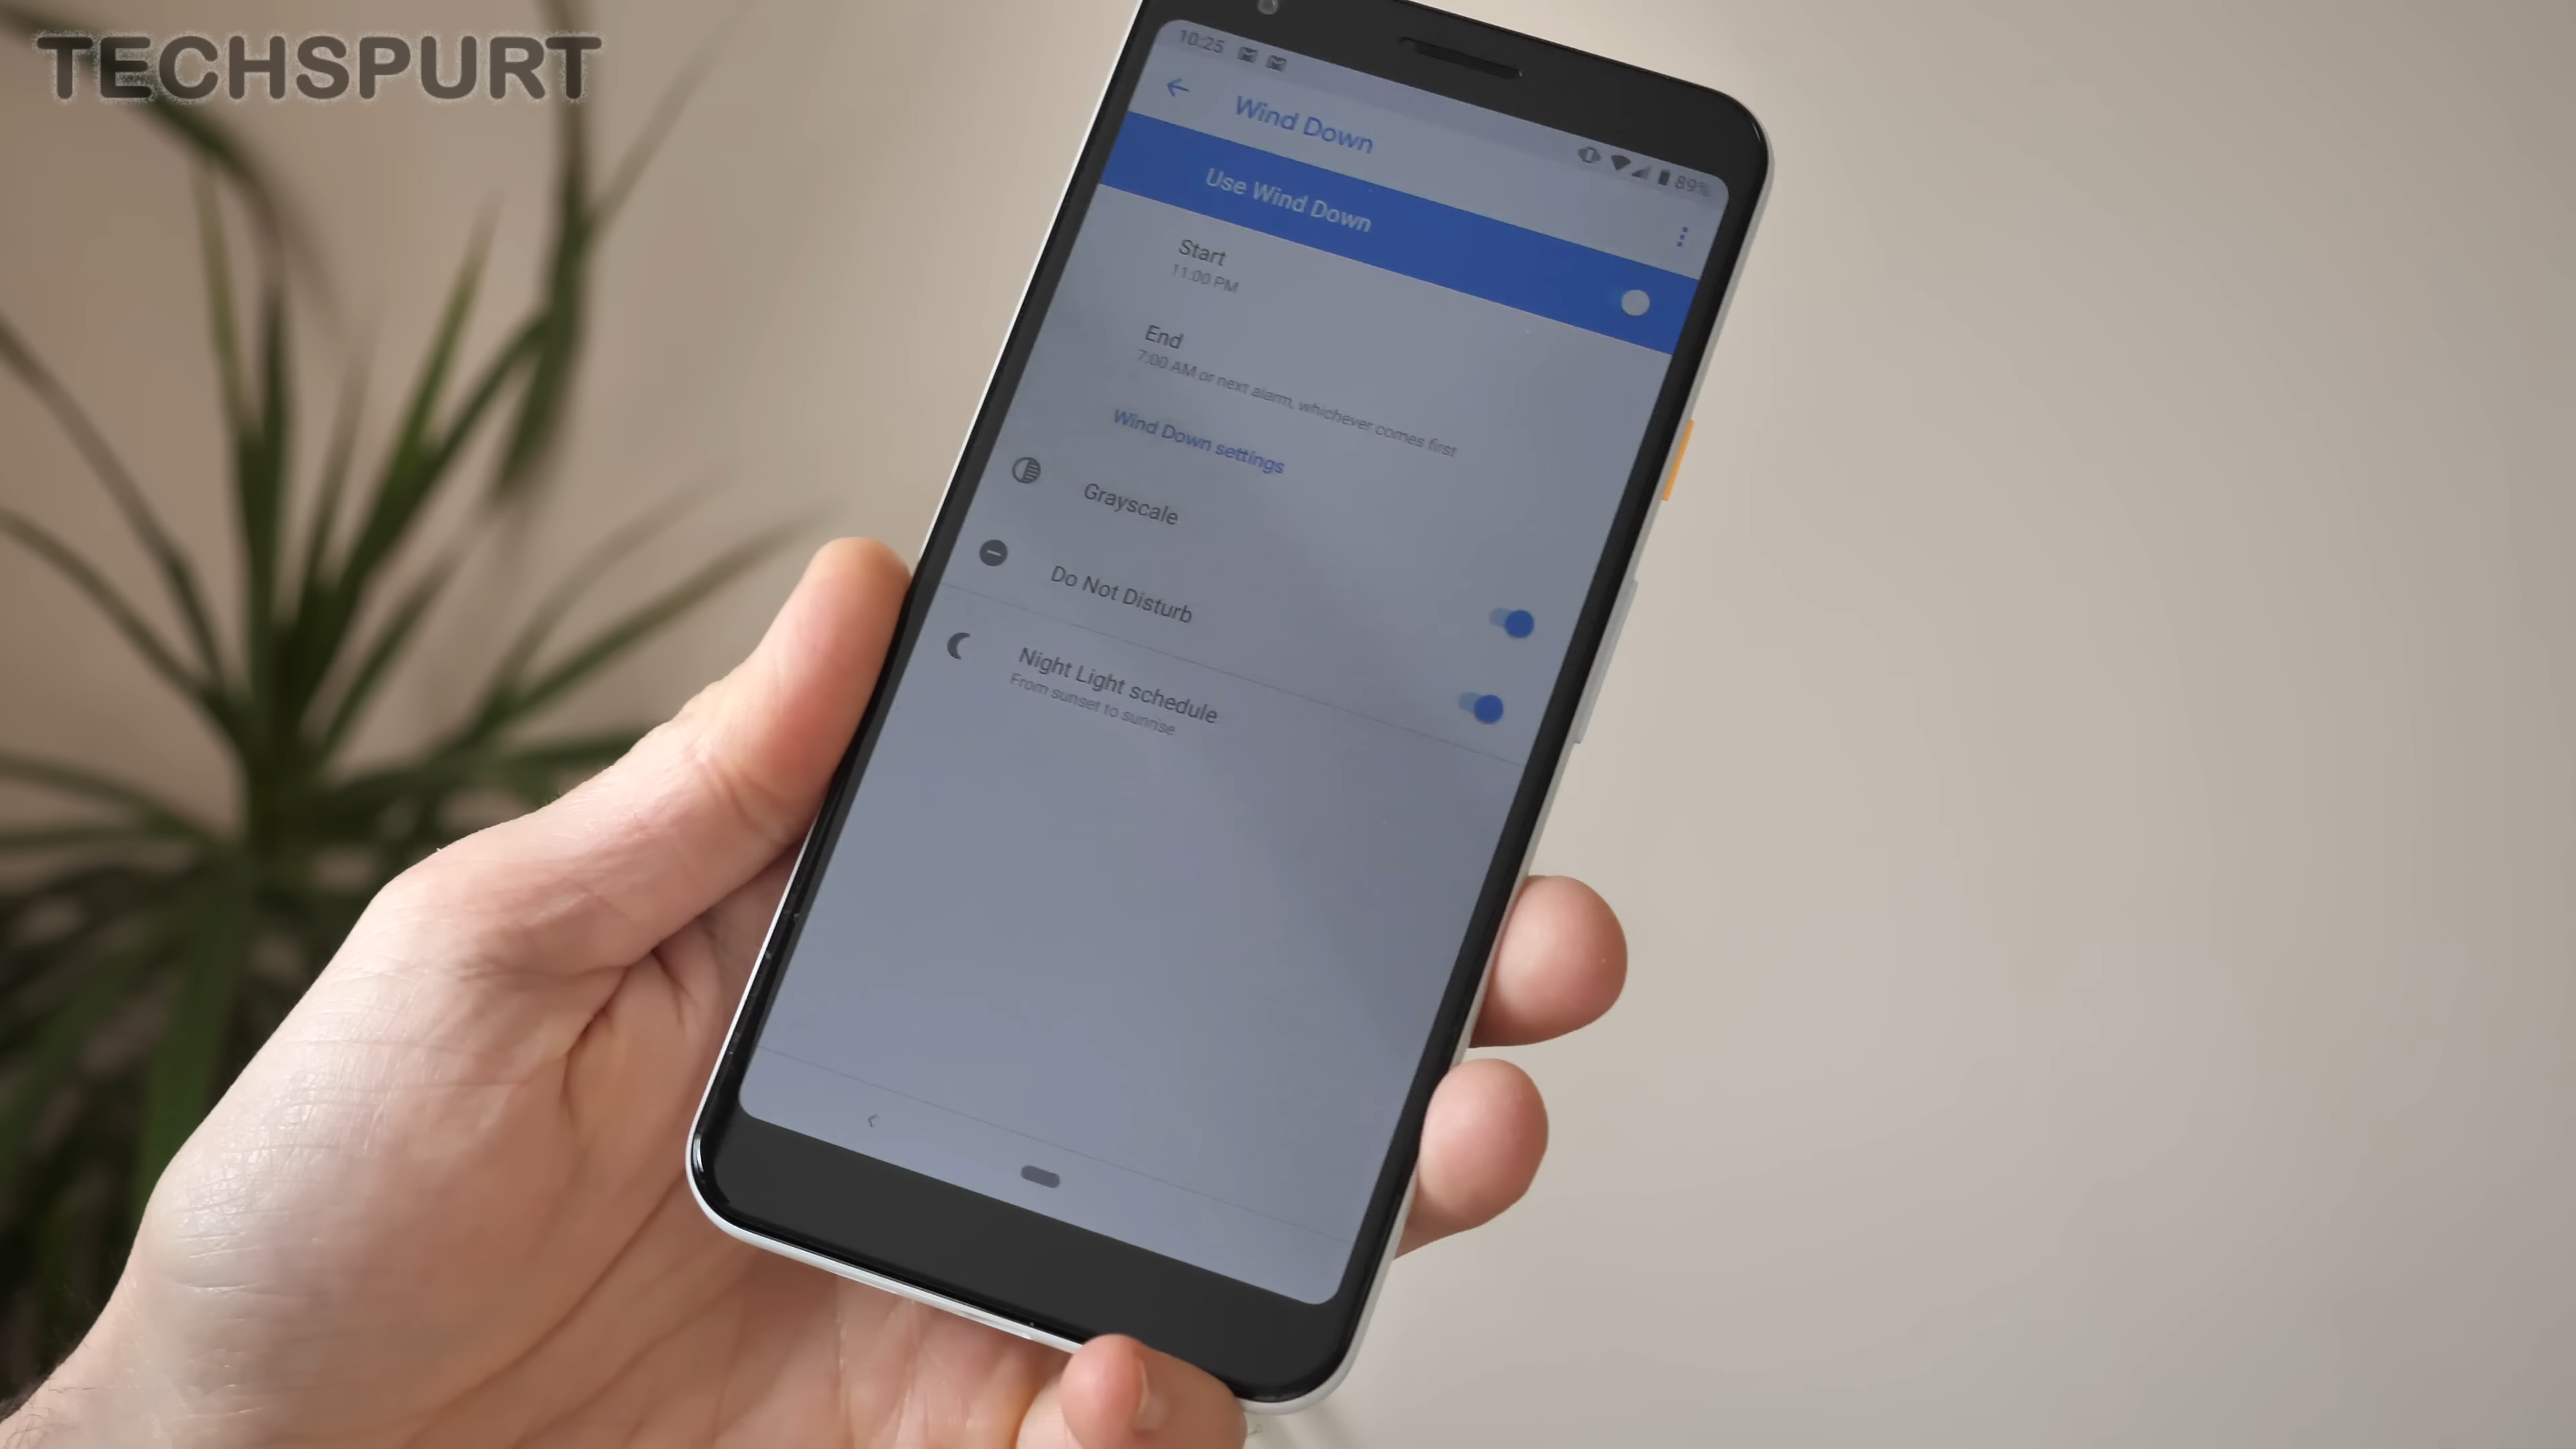 TECHSPURT
10:25
89%
Wind Down
Use Wind Down
Start
11:00 PM
End
7:00 AM or next alarm, whichever comes first
Wind Down settings
Grayscale
Do Not Disturb
Night Light schedule
From sunset to sunrise